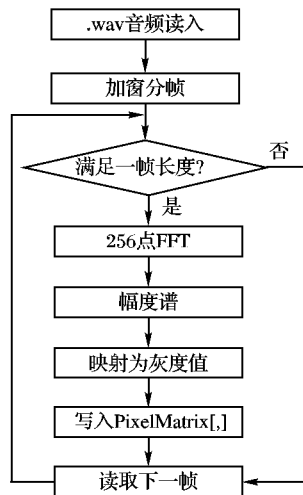 .wav音频读入
加窗分帧
满足一帧长度?
否
是
256点FFT
幅度谱
映射为灰度值
写入PixelMatrix[,]
读取下一帧